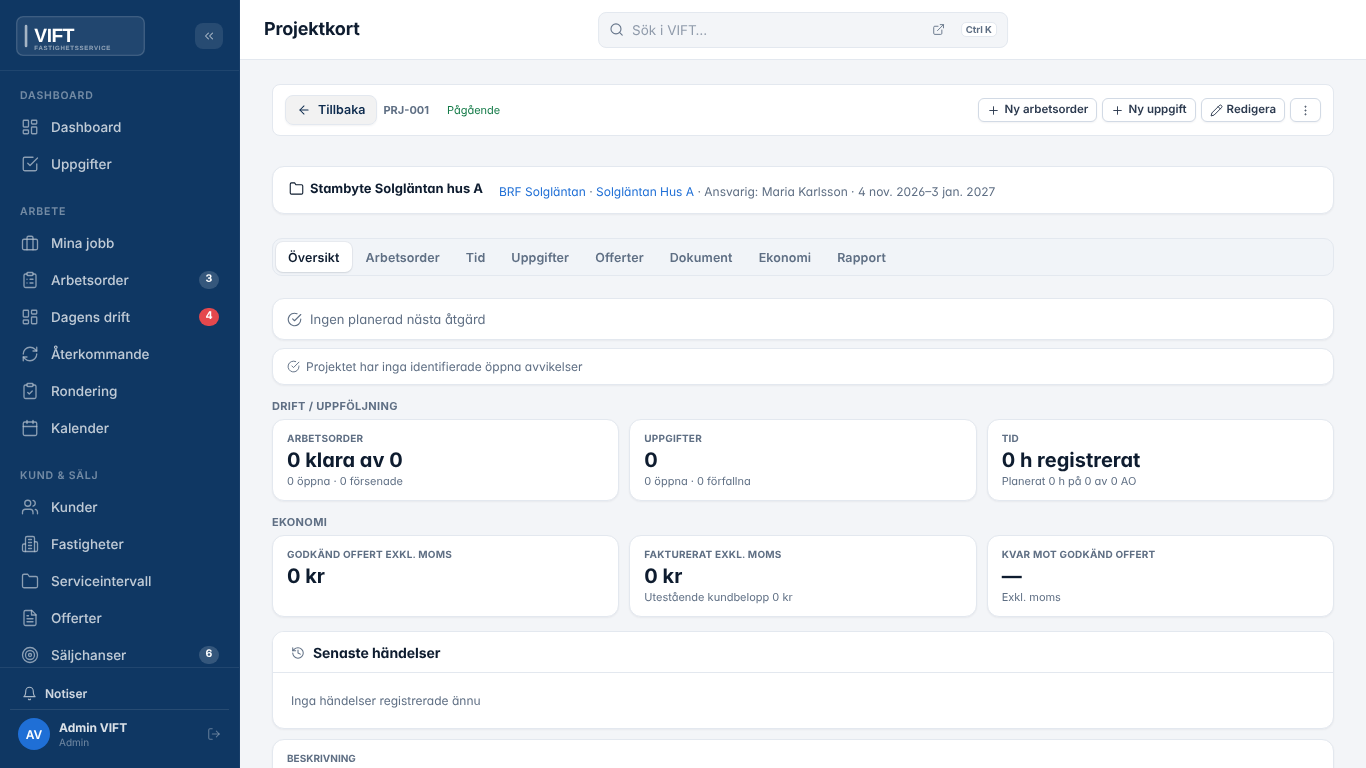 VIFT
FASTIGHETSSERVICE
DASHBOARD
Dashboard
Uppgifter
ARBETE
Mina jobb
Arbetsorder 3
Dagens drift 4
Återkommande
Rondering
Kalender
KUND & SÄLJ
Kunder
Fastigheter
Serviceintervall
Offerter
Säljchanser 6
Notiser
AV Admin VIFT
Admin
Projektkort
Sök i VIFT... Ctrl K
Tillbaka PRJ-001 Pågående
Ny arbetsorder Ny uppgift Redigera
Stambyte Solgläntan hus A BRF Solgläntan · Solgläntan Hus A · Ansvarig: Maria Karlsson · 4 nov. 2026–3 jan. 2027
Översikt Arbetsorder Tid Uppgifter Offerter Dokument Ekonomi Rapport
Ingen planerad nästa åtgärd
Projektet har inga identifierade öppna avvikelser
DRIFT / UPPFÖLJNING
ARBETSORDER
0 klara av 0
0 öppna · 0 försenade
UPPGIFTER
0
0 öppna · 0 förfallna
TID
0 h registrerat
Planerat 0 h på 0 av 0 AO
EKONOMI
GODKÄND OFFERT EXKL. MOMS
0 kr
FAKTURERAT EXKL. MOMS
0 kr
Utestående kundbelopp 0 kr
KVAR MOT GODKÄND OFFERT
—
Exkl. moms
Senaste händelser
Inga händelser registrerade ännu
BESKRIVNING